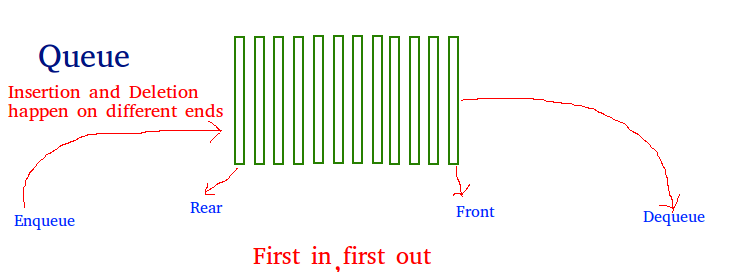 Queue
Insertion and Deletion
happen on different ends
Enqueue
Rear
Front
Dequeue
First in,first out